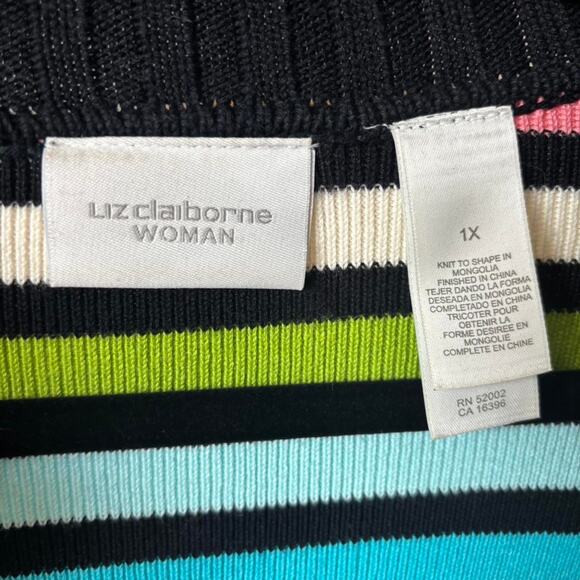 Liz claiborne
WOMAN
1X
KNIT TO SHAPE IN
MONGOLIA
FINISHED IN CHINA
TEJER DANDO LA FORMA
DESEADA EN MONGOLIA
COMPLETADO EN CHINA
TRICOTER POUR
OBTENIR LA
FORME DESIREE EN
MONGOLIE
COMPLETE EN CHINE
RN 52002
CA 16396